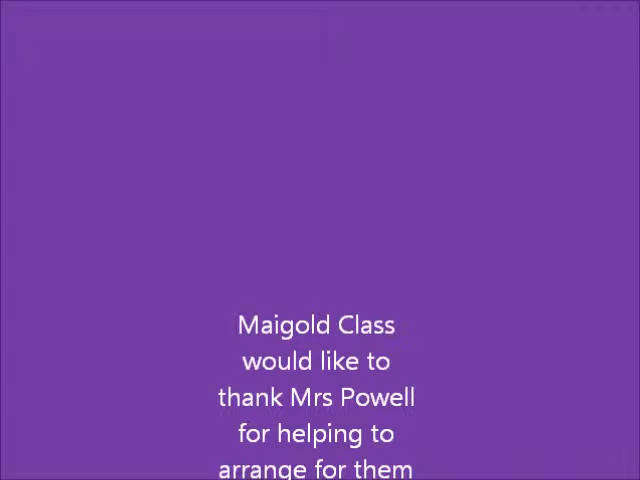 Maigold Class
would like to
thank Mrs Powell
for helping to
arrange for them